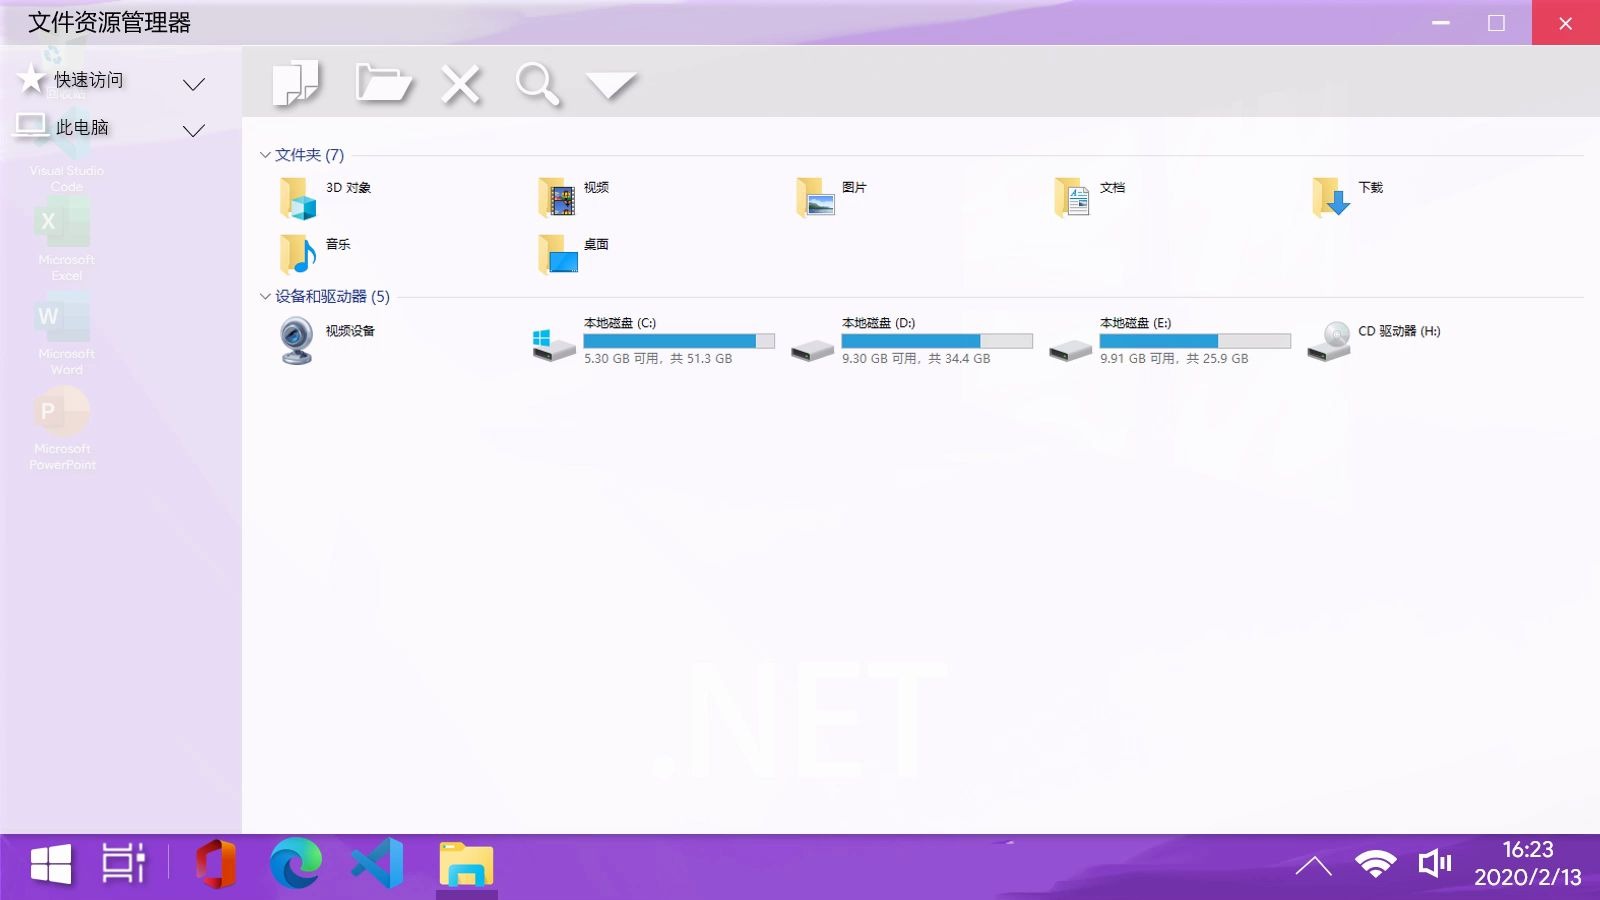 文件资源管理器
快速访问
回收站
此电脑
Visual Studio
Code
X
Microsoft
Excel
W
Microsoft
Word
P
Microsoft
PowerPoint
文件夹 (7)
3D 对象
视频
图片
文档
下载
音乐
桌面
设备和驱动器 (5)
视频设备
本地磁盘 (C:)
5.30 GB 可用，共 51.3 GB
本地磁盘 (D:)
9.30 GB 可用，共 34.4 GB
本地磁盘 (E:)
9.91 GB 可用，共 25.9 GB
CD 驱动器 (H:)
.NET
16:23
2020/2/13